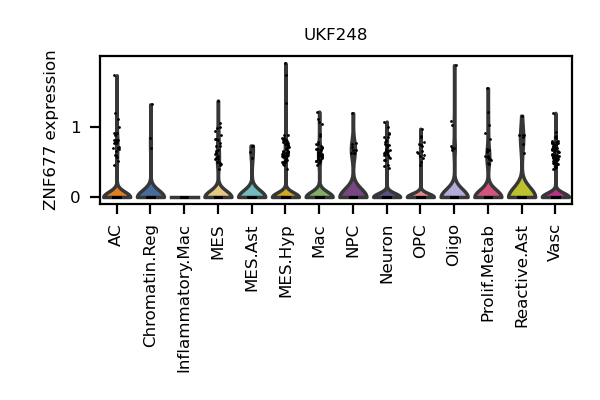 UKF248
ZNF677 expression
1
0
AC
Chromatin.Reg
Inflammatory.Mac
MES
MES.Ast
MES.Hyp
Mac
NPC
Neuron
OPC
Oligo
Prolif.Metab
Reactive.Ast
Vasc